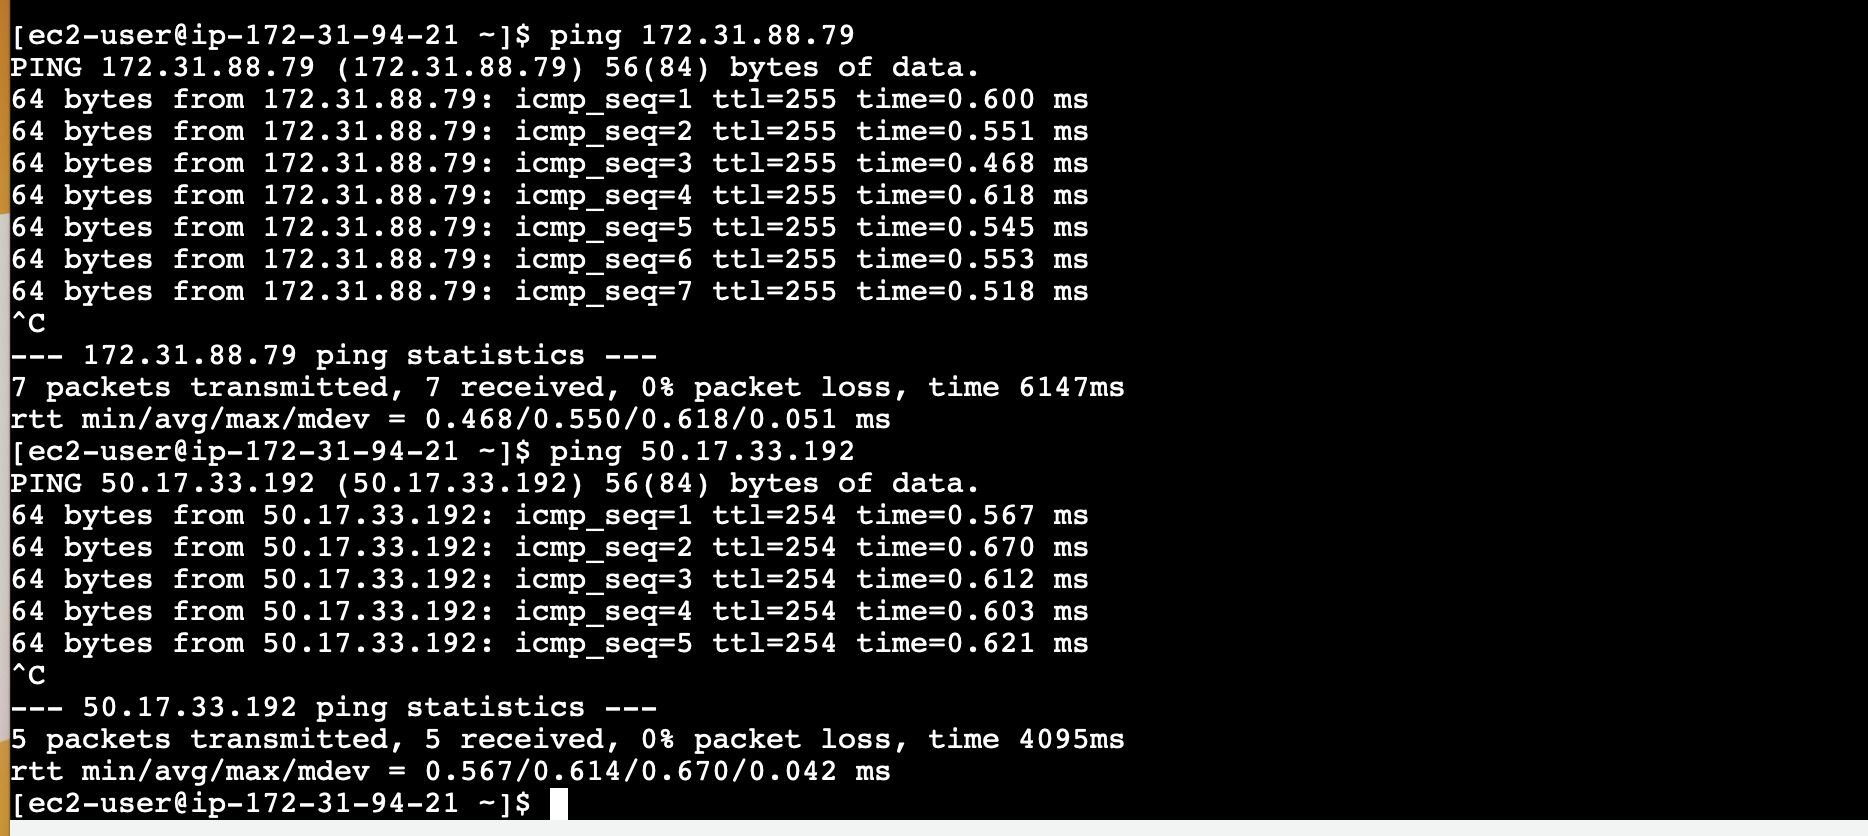 [ec2-user@ip-172-31-94-21 ~]$ ping 172.31.88.79
PING 172.31.88.79 (172.31.88.79) 56(84) bytes of data.
64 bytes from 172.31.88.79: icmp_seq=1 ttl=255 time=0.600 ms
64 bytes from 172.31.88.79: icmp_seq=2 ttl=255 time=0.551 ms
64 bytes from 172.31.88.79: icmp_seq=3 ttl=255 time=0.468 ms
64 bytes from 172.31.88.79: icmp_seq=4 ttl=255 time=0.618 ms
64 bytes from 172.31.88.79: icmp_seq=5 ttl=255 time=0.545 ms
64 bytes from 172.31.88.79: icmp_seq=6 ttl=255 time=0.553 ms
64 bytes from 172.31.88.79: icmp_seq=7 ttl=255 time=0.518 ms
^C
--- 172.31.88.79 ping statistics ---
7 packets transmitted, 7 received, 0% packet loss, time 6147ms
rtt min/avg/max/mdev = 0.468/0.550/0.618/0.051 ms
[ec2-user@ip-172-31-94-21 ~]$ ping 50.17.33.192
PING 50.17.33.192 (50.17.33.192) 56(84) bytes of data.
64 bytes from 50.17.33.192: icmp_seq=1 ttl=254 time=0.567 ms
64 bytes from 50.17.33.192: icmp_seq=2 ttl=254 time=0.670 ms
64 bytes from 50.17.33.192: icmp_seq=3 ttl=254 time=0.612 ms
64 bytes from 50.17.33.192: icmp_seq=4 ttl=254 time=0.603 ms
64 bytes from 50.17.33.192: icmp_seq=5 ttl=254 time=0.621 ms
^C
--- 50.17.33.192 ping statistics ---
5 packets transmitted, 5 received, 0% packet loss, time 4095ms
rtt min/avg/max/mdev = 0.567/0.614/0.670/0.042 ms
[ec2-user@ip-172-31-94-21 ~]$